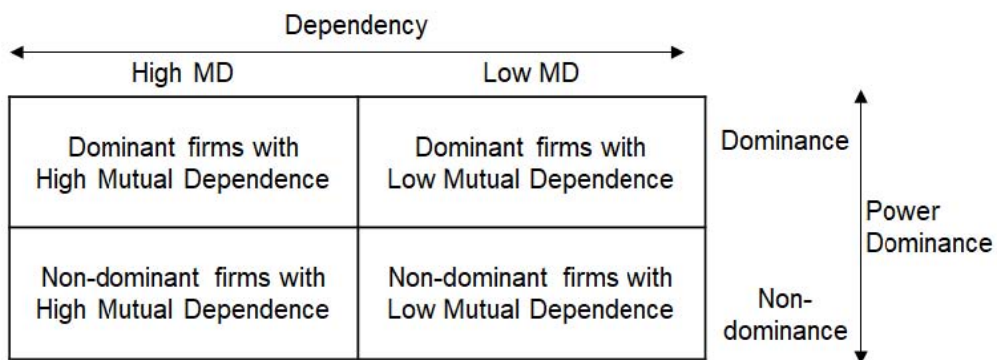 Dependency
High MD
Low MD
Dominant firms with
High Mutual Dependence
Dominant firms with
Low Mutual Dependence
Dominance
Power
Dominance
Non-dominant firms with
High Mutual Dependence
Non-dominant firms with
Low Mutual Dependence
Non-
dominance